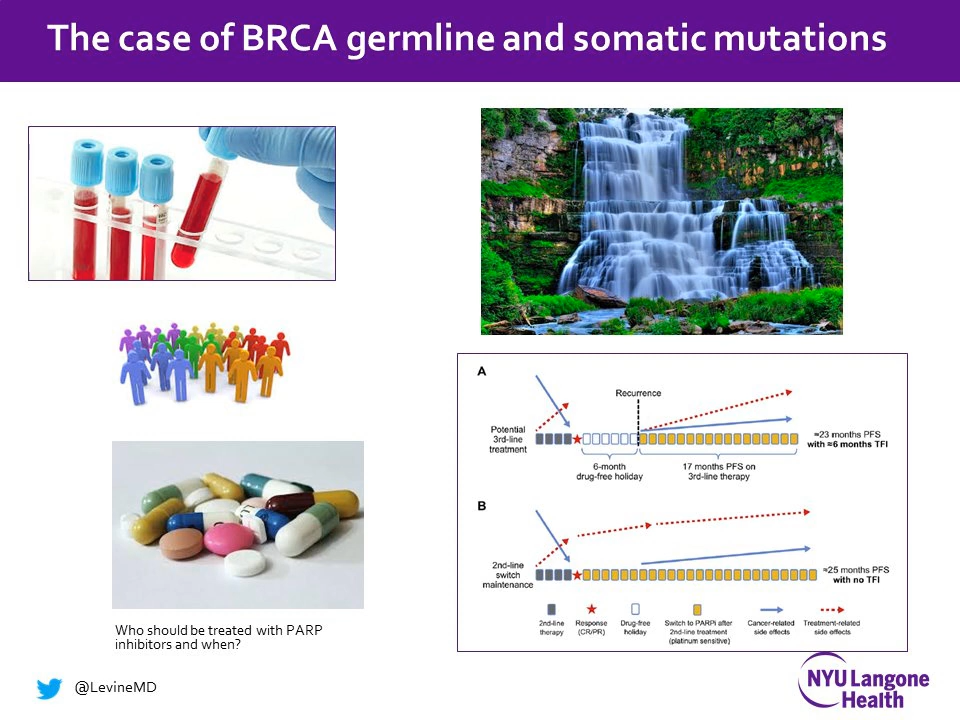 The case of BRCA germline and somatic mutations
Who should be treated with PARP
inhibitors and when?
A
Recurrence
Potential
3rd-line
treatment
≈23 months PFS
with ≈6 months TFI
6-month
drug-free holiday
17 months PFS on
3rd-line therapy
B
2nd-line
switch
maintenance
≈25 months PFS
with no TFI
2nd-line
therapy
Response
(CR/PR)
Drug-free
holiday
Switch to PARPi after
2nd-line treatment
(platinum sensitive)
Cancer-related
side effects
Treatment-related
side effects
@LevineMD
NYU Langone
Health